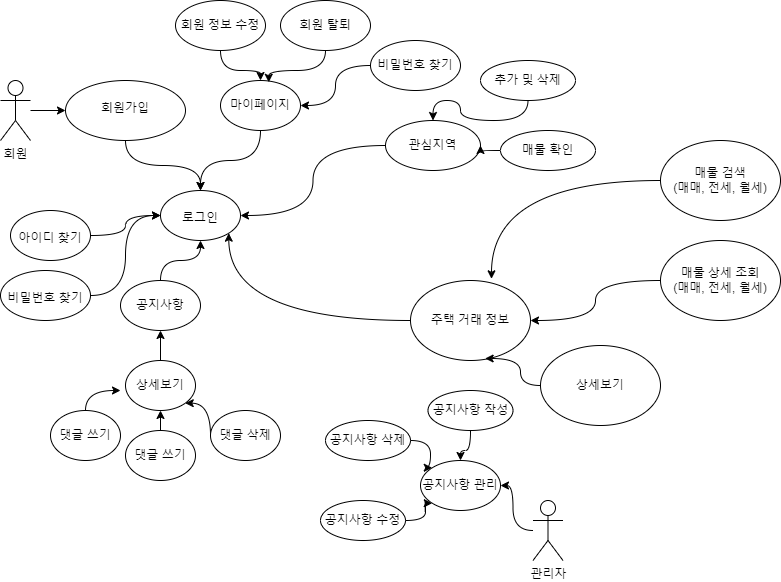 회원 정보 수정
회원 탈퇴
비밀번호 찾기
추가 및 삭제
회원가입
마이페이지
관심지역
매물 확인
회원
매물 검색
(매매, 전세, 월세)
로그인
아이디 찾기
비밀번호 찾기
공지사항
매물 상세 조회
(매매, 전세, 월세)
주택 거래 정보
상세보기
상세보기
댓글 쓰기
댓글 쓰기
댓글 삭제
공지사항 작성
공지사항 삭제
공지사항 관리
공지사항 수정
관리자